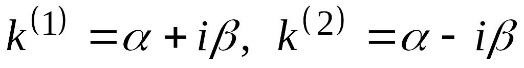 k⁽¹⁾ = α + iβ, k⁽²⁾ = α - iβ